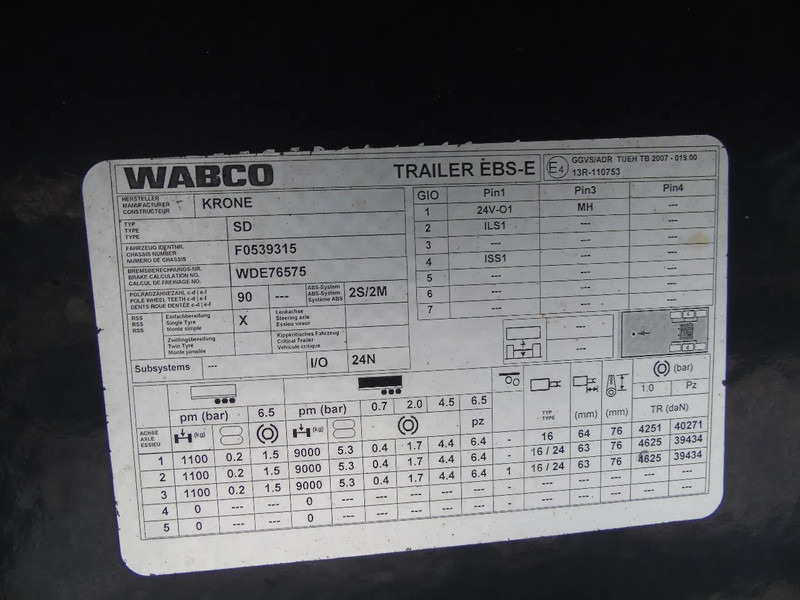 WABCO
TRAILER EBS-E
E4
GGVS/ADR TUEH TB 2007 - 019.00
13R-110753
HERSTELLER
MANUFACTURER
CONSTRUCTEUR
KRONE
TYP
TYPE
TYPE
SD
FAHRZEUG IDENTNR.
CHASSIS NUMBER
NUMERO DE CHASSIS
F0539315
BREMSBERECHNUNGS-NR.
BRAKE CALCULATION NO.
CALCUL DE FREINAGE NO.
WDE76575
POLRADZÄHNEZAHL c-d | e-f
POLE WHEEL TEETH c-d | e-f
DENTS ROUE DENTÉE c-d | e-f
90 ---
ABS-System
ABS-System
Système ABS
2S/2M
RSS
RSS
RSS
Einfachbereifung
Single Tyre
Monte simple
X
Lenkachse
Steering axle
Essieu vireur
Zwillingsbereifung
Twin Tyre
Monte jumelée
Kippkritisches Fahrzeug
Critical Trailer
Véhicule critique
Subsystems ---
I/O 24N
GIO Pin1 Pin3 Pin4
1 24V-O1 MH ---
2 ILS1 --- ---
3 --- --- ---
4 ISS1 --- ---
5 --- --- ---
6 --- ---
7 --- ---
pm (bar) 6.5 pm (bar) 0.7 2.0 4.5 6.5
pz
TYP
TYPE
(mm) (mm)
(bar)
1.0 Pz
TR (daN)
ACHSE
AXLE
ESSIEU
(kg) (kg)
1 1100 0.2 1.5 9000 5.3 0.4 1.7 4.4 6.4 - 16 64 76 4251 40271
2 1100 0.2 1.5 9000 5.3 0.4 1.7 4.4 6.4 - 16 / 24 63 76 4625 39434
3 1100 0.2 1.5 9000 5.3 0.4 1.7 4.4 6.4 1 16 / 24 63 76 4625 39434
4 0 --- --- 0 --- --- --- --- --- - --- --- --- --- ---
5 0 --- --- 0 --- --- --- --- --- - --- --- --- --- ---